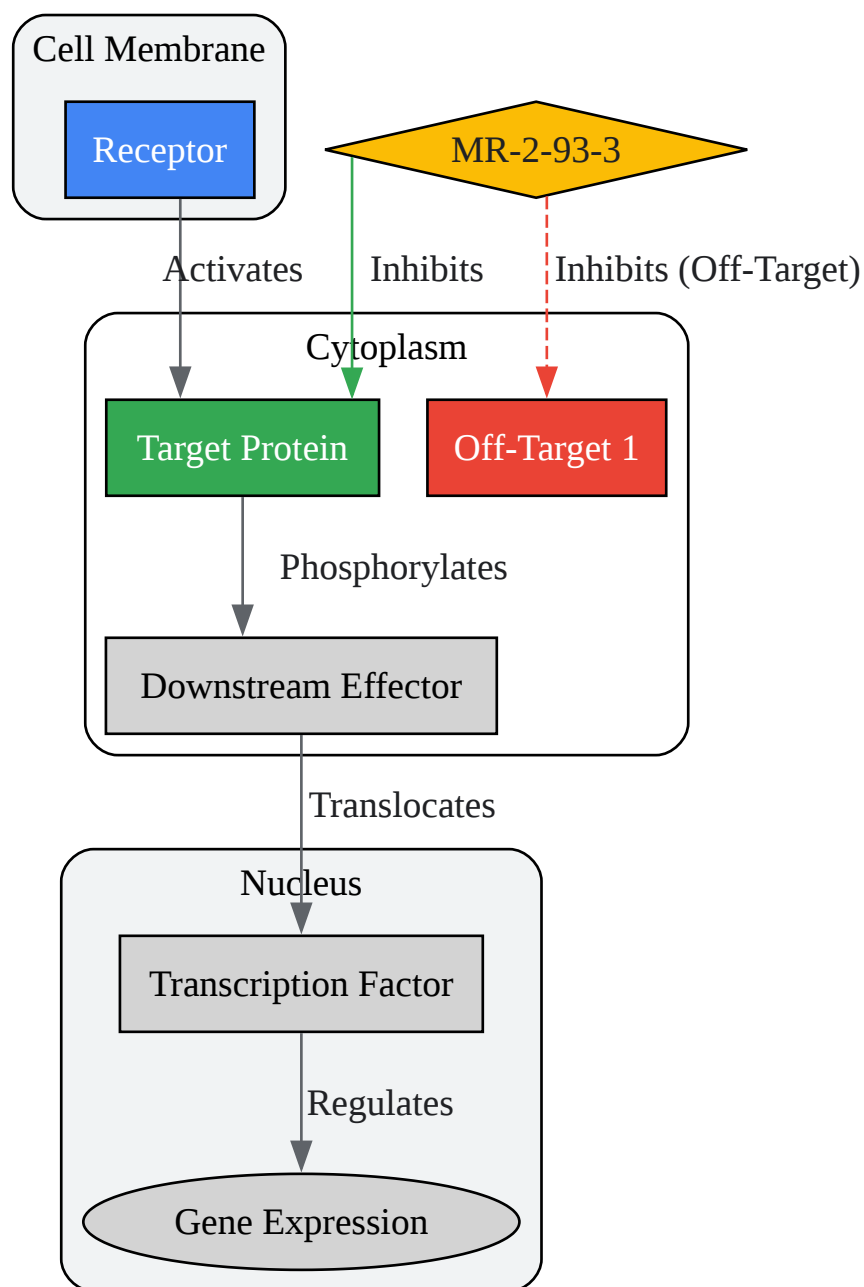 Cell Membrane
Receptor
MR-2-93-3
Activates
Inhibits
Inhibits (Off-Target)
Cytoplasm
Target Protein
Off-Target 1
Phosphorylates
Downstream Effector
Translocates
Nucleus
Transcription Factor
Regulates
Gene Expression